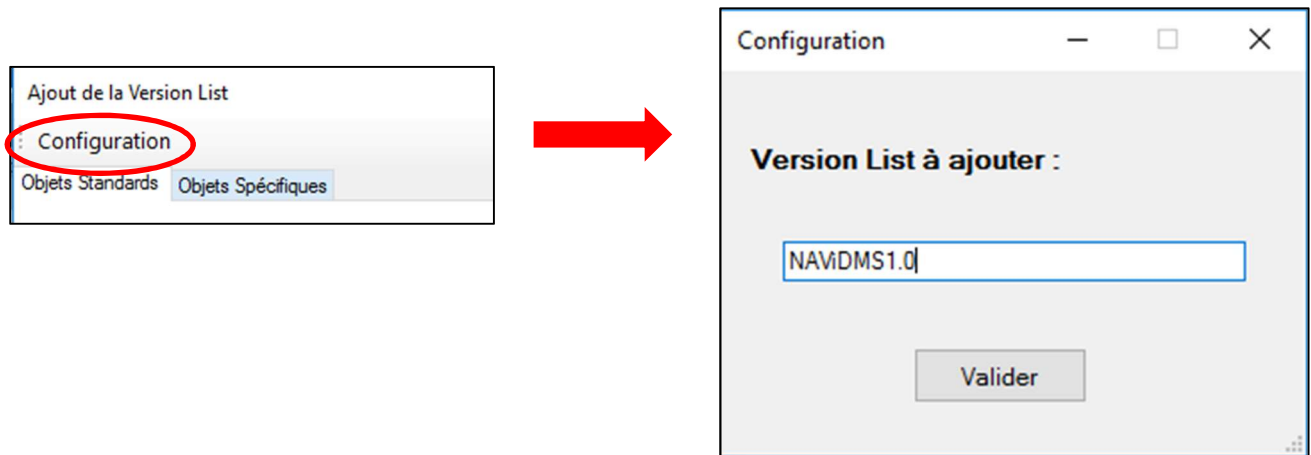 Ajout de la Version List
Configuration
Objets Standards Objets Spécifiques
Configuration
Version List à ajouter :
NAViDMS1.0
Valider